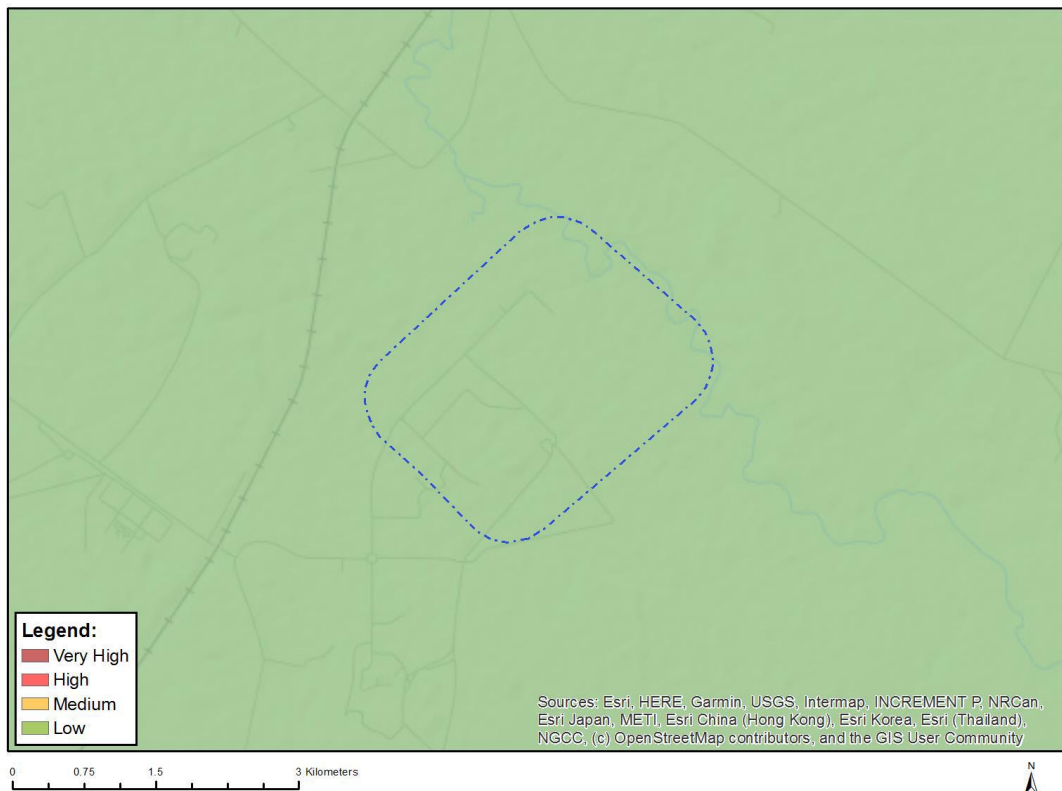 Legend:
Very High
High
Medium
Low
Sources: Esri, HERE, Garmin, USGS, Intermap, INCREMENT P, NRCan,
Esri Japan, METI, Esri China (Hong Kong), Esri Korea, Esri (Thailand),
NGCC, (c) OpenStreetMap contributors, and the GIS User Community
0 0.75 1.5 3 Kilometers
N